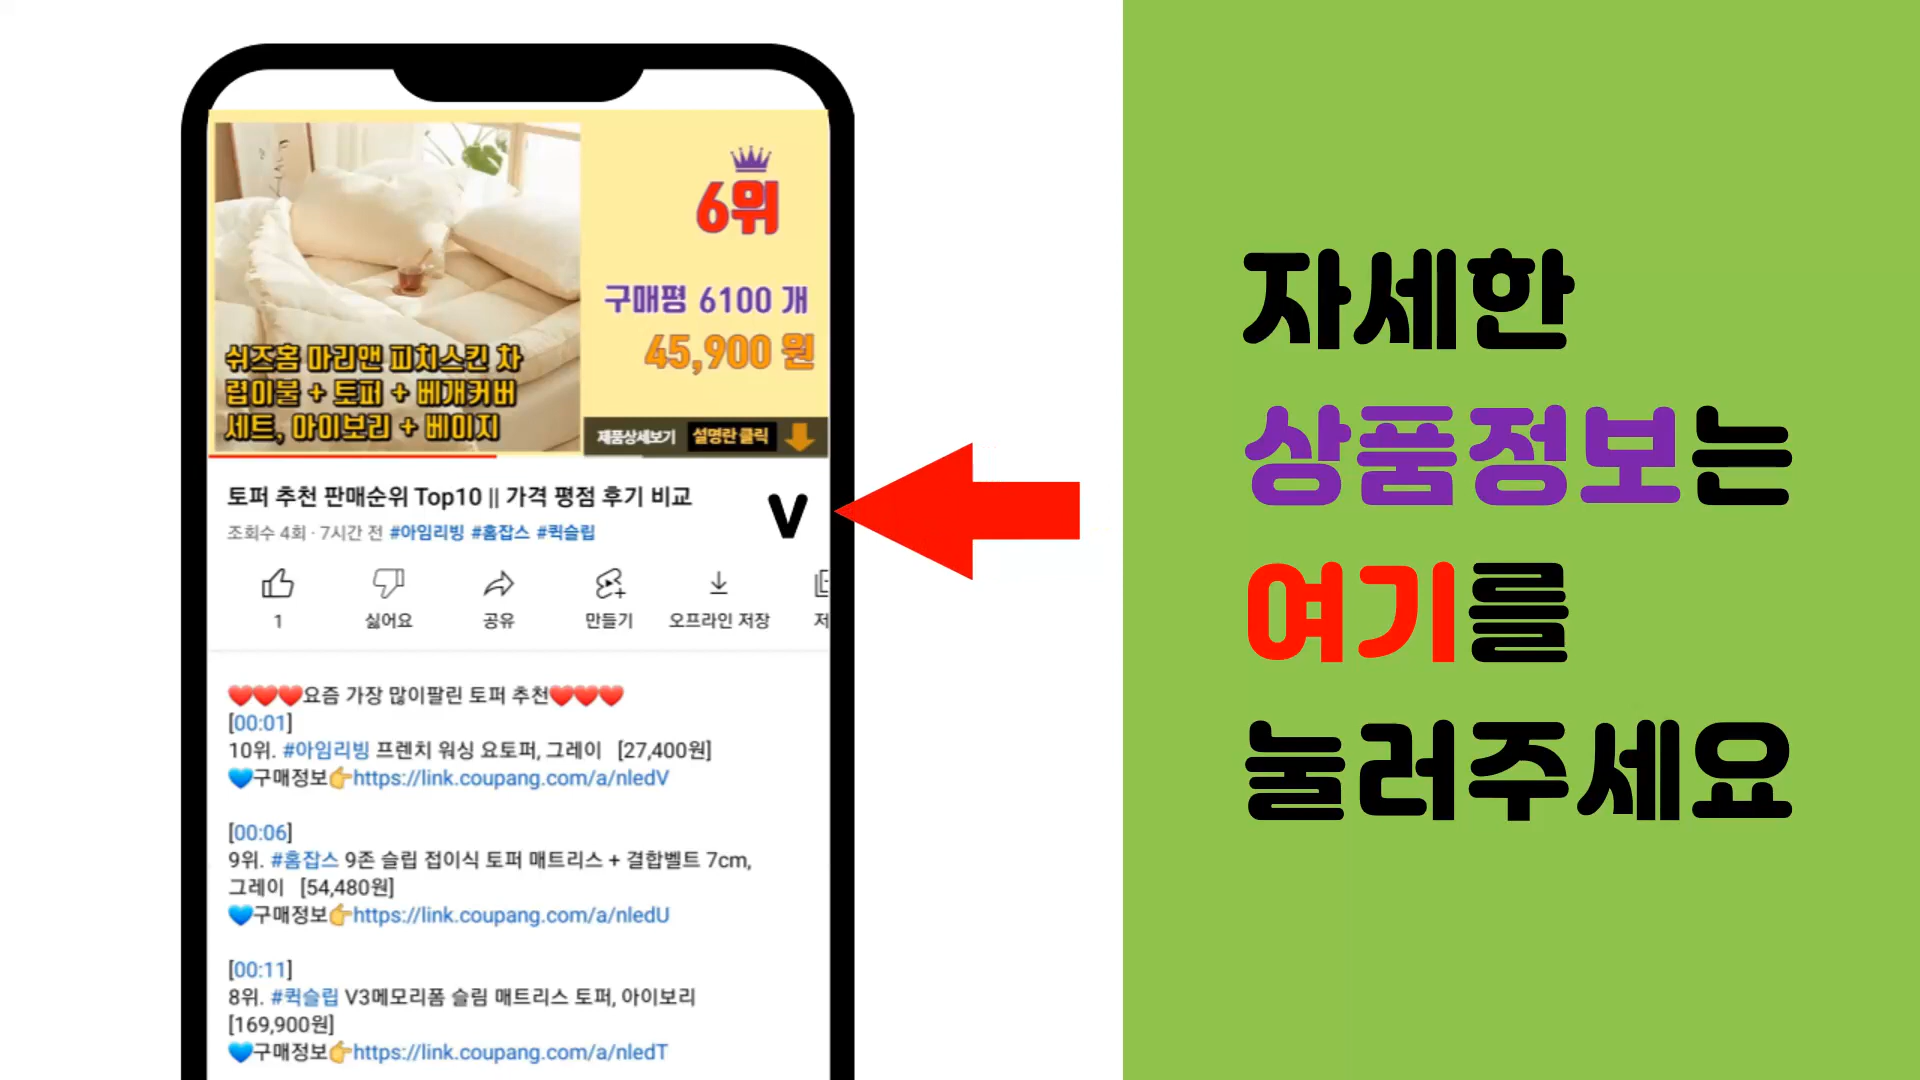 6위
구매평 6100 개
45,900 원
쉬즈홈 마리앤 피치스킨 차
렵이불 + 토퍼 + 베개커버
세트, 아이보리 + 베이지
제품상세보기 설명란 클릭
토퍼 추천 판매순위 Top10 || 가격 평점 후기 비교
V
조회수 4회 · 7시간 전 #아임리빙 #홈잡스 #퀵슬립
1 싫어요 공유 만들기 오프라인 저장 저
❤️❤️❤️요즘 가장 많이팔린 토퍼 추천❤️❤️❤️
[00:01]
10위. #아임리빙 프렌치 워싱 요토퍼, 그레이 [27,400원]
💙구매정보👉https://link.coupang.com/a/nledV
[00:06]
9위. #홈잡스 9존 슬립 접이식 토퍼 매트리스 + 결합벨트 7cm,
그레이 [54,480원]
💙구매정보👉https://link.coupang.com/a/nledU
[00:11]
8위. #퀵슬립 V3메모리폼 슬림 매트리스 토퍼, 아이보리
[169,900원]
💙구매정보👉https://link.coupang.com/a/nledT
자세한
상품정보는
여기를
눌러주세요